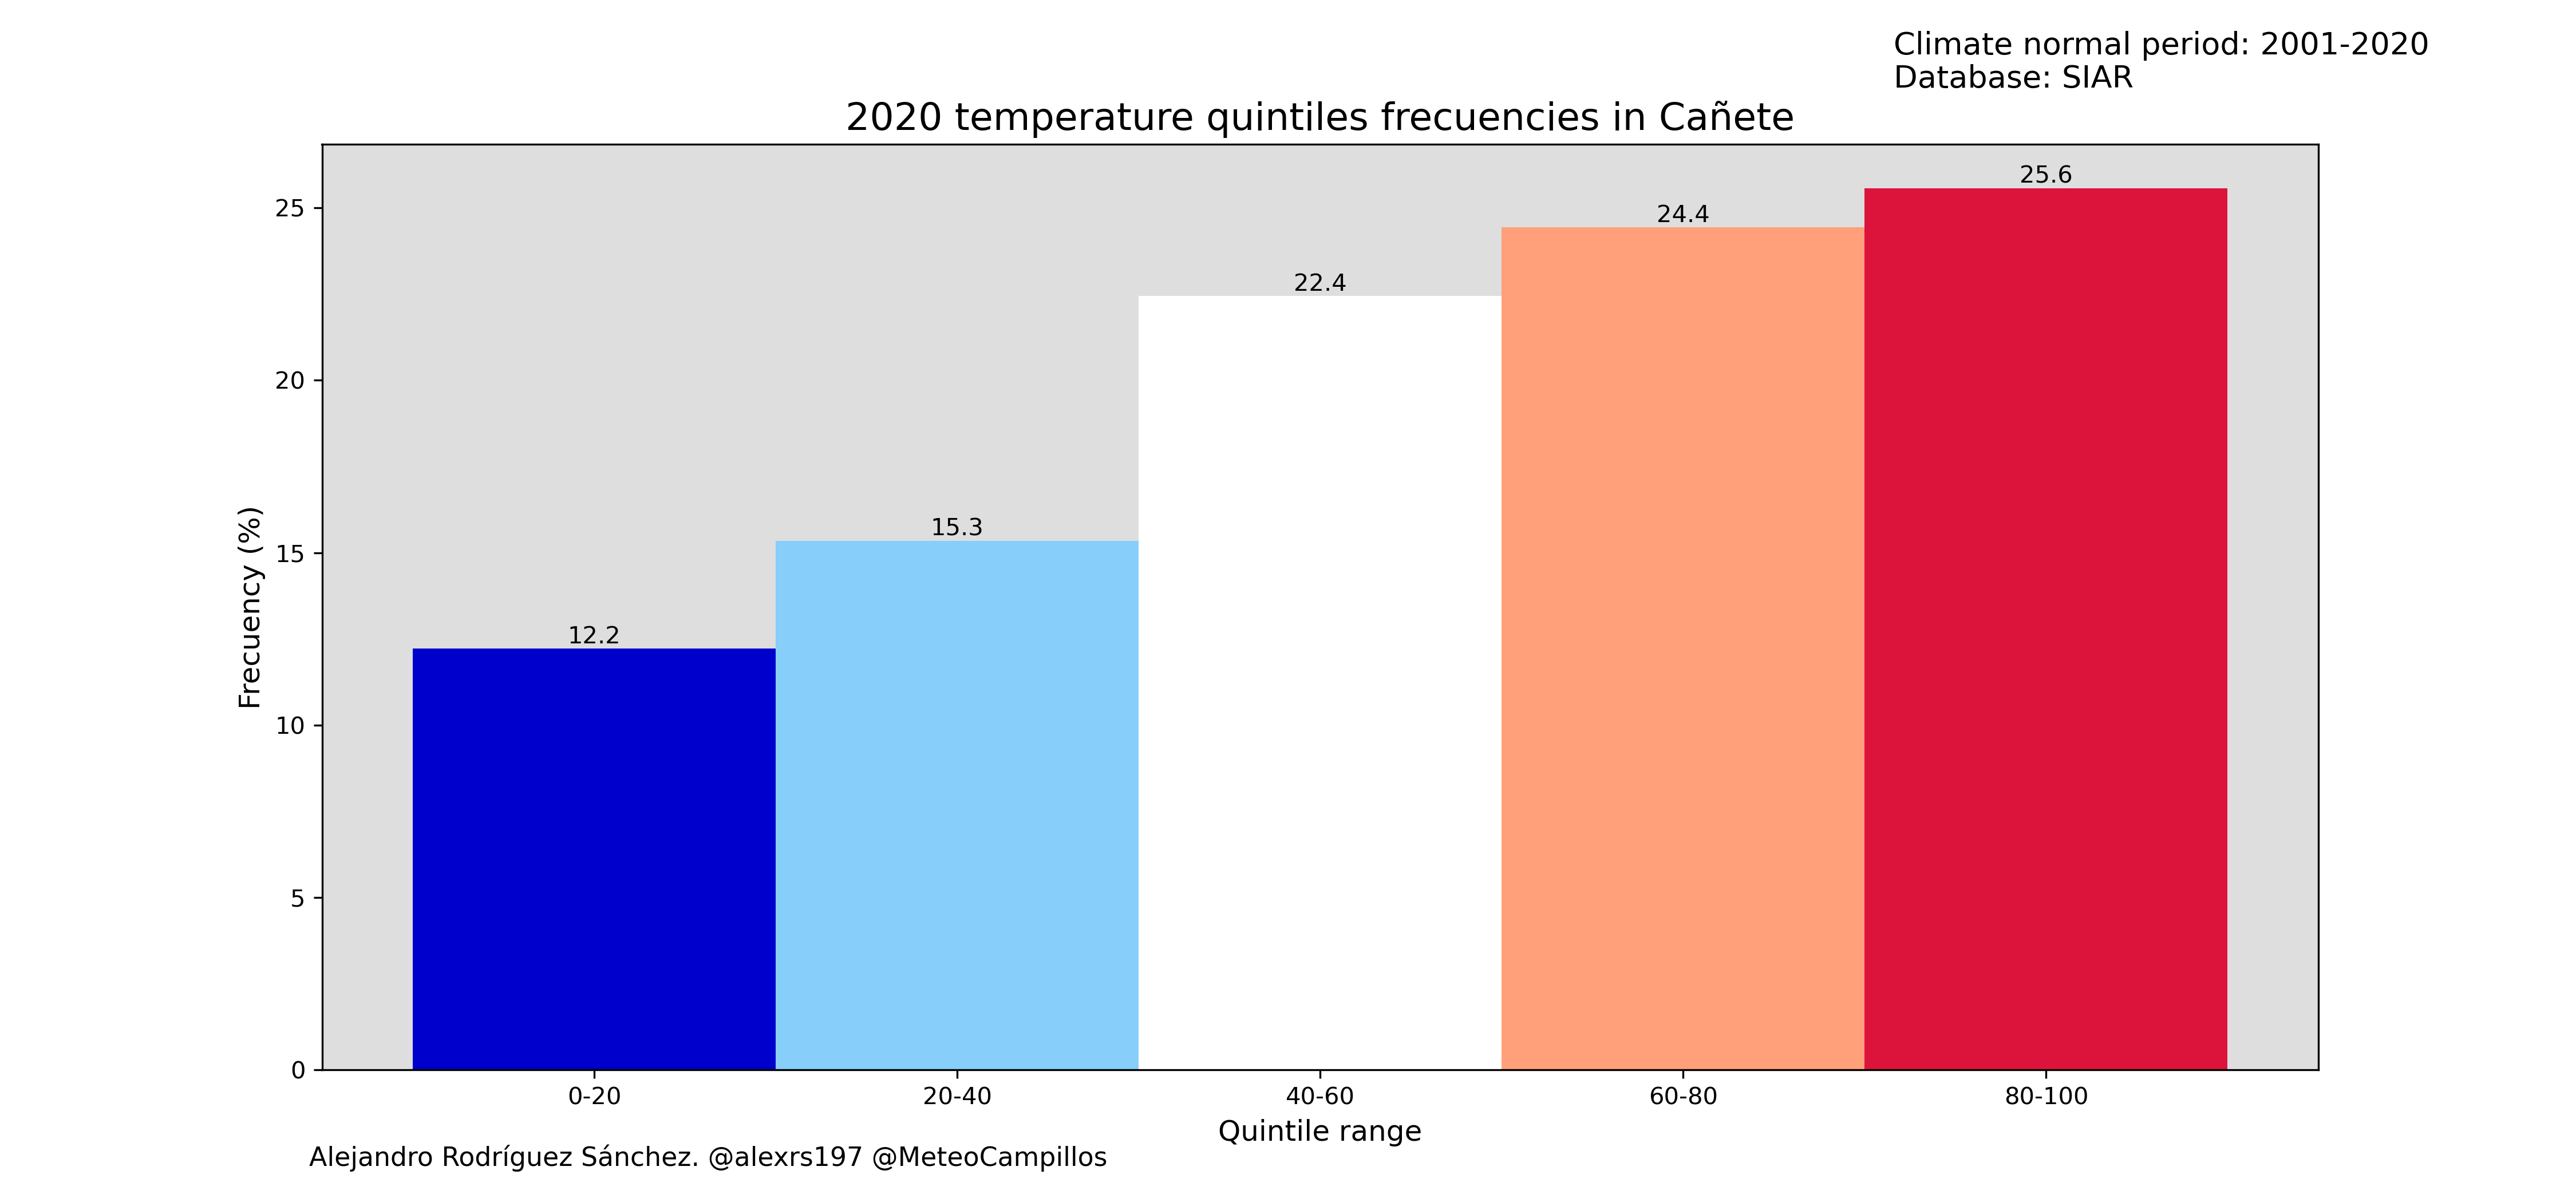 Climate normal period: 2001-2020
Database: SIAR
2020 temperature quintiles frecuencies in Cañete
25.6
25
24.4
22.4
20
15.3
15
Frecuency (%)
12.2
10
5
0
0-20
20-40
40-60
60-80
80-100
Quintile range
Alejandro Rodríguez Sánchez. @alexrs197 @MeteoCampillos